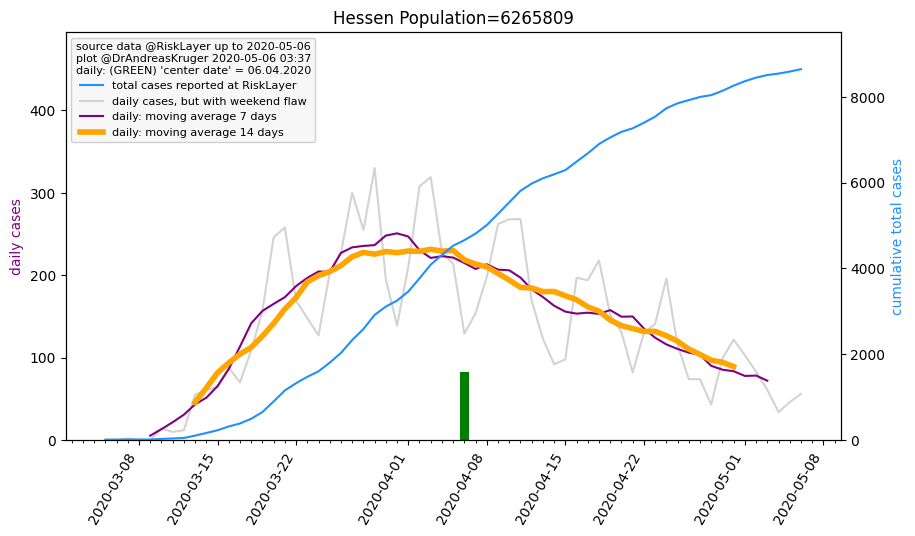 Hessen Population=6265809
source data @RiskLayer up to 2020-05-06
plot @DrAndreasKruger 2020-05-06 03:37
daily: (GREEN) 'center date' = 06.04.2020
total cases reported at RiskLayer
daily cases, but with weekend flaw
daily: moving average 7 days
daily: moving average 14 days
daily cases
400
300
200
100
0
cumulative total cases
8000
6000
4000
2000
0
2020-03-08
2020-03-15
2020-03-22
2020-04-01
2020-04-08
2020-04-15
2020-04-22
2020-05-01
2020-05-08